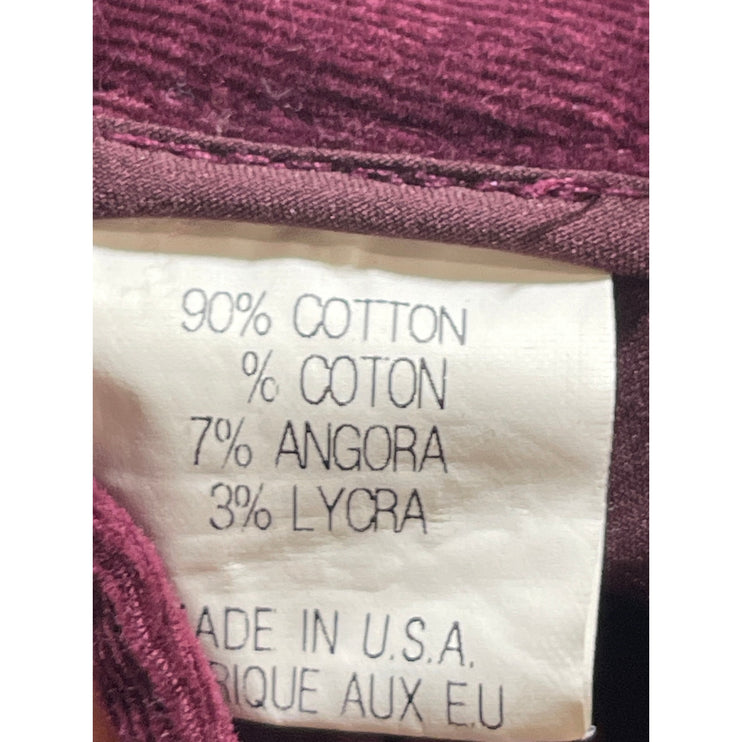 90% COTTON
% COTON
7% ANGORA
3% LYCRA
ADE IN U.S.A.
RIQUE AUX E.U